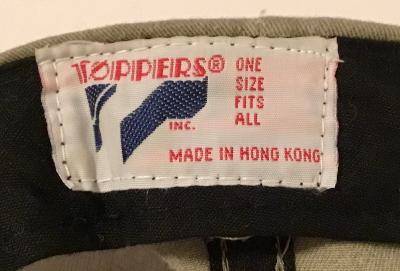 TOPPERS®
INC.
ONE
SIZE
FITS
ALL
MADE IN HONG KONG